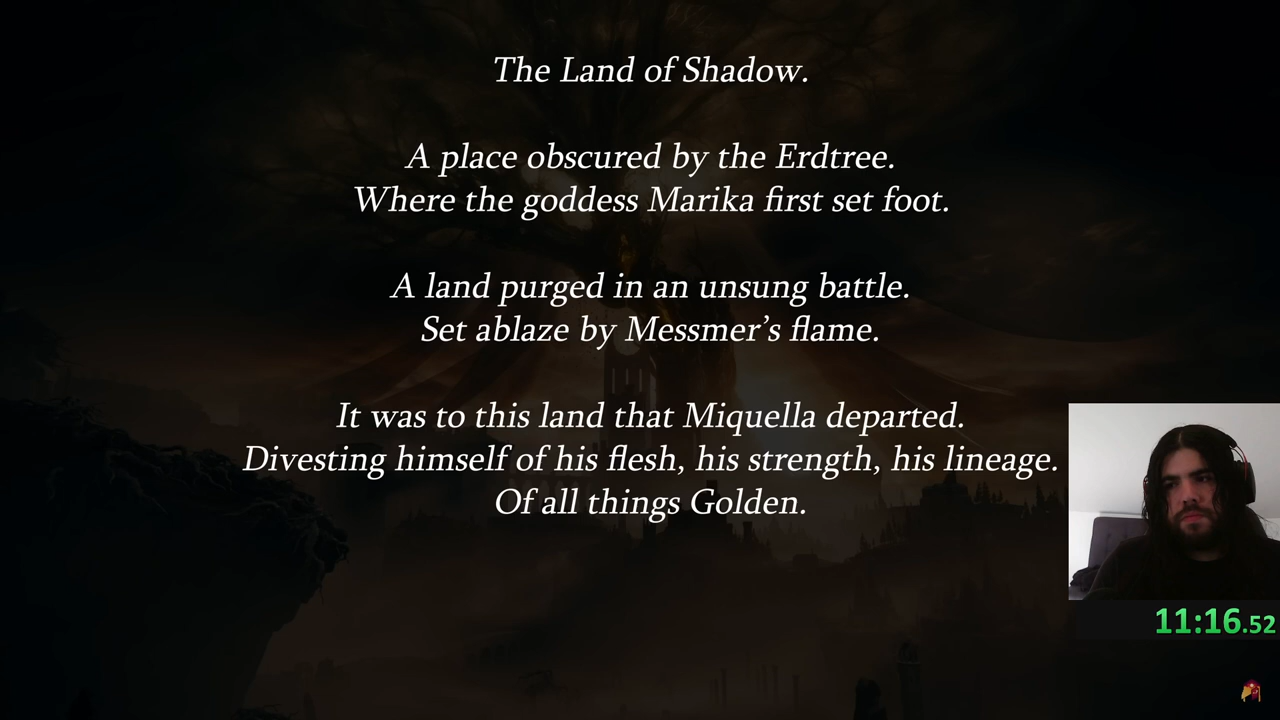 The Land of Shadow.
A place obscured by the Erdtree.
Where the goddess Marika first set foot.
A land purged in an unsung battle.
Set ablaze by Messmer’s flame.
It was to this land that Miquella departed.
Divesting himself of his flesh, his strength, his lineage.
Of all things Golden.
11:16.52